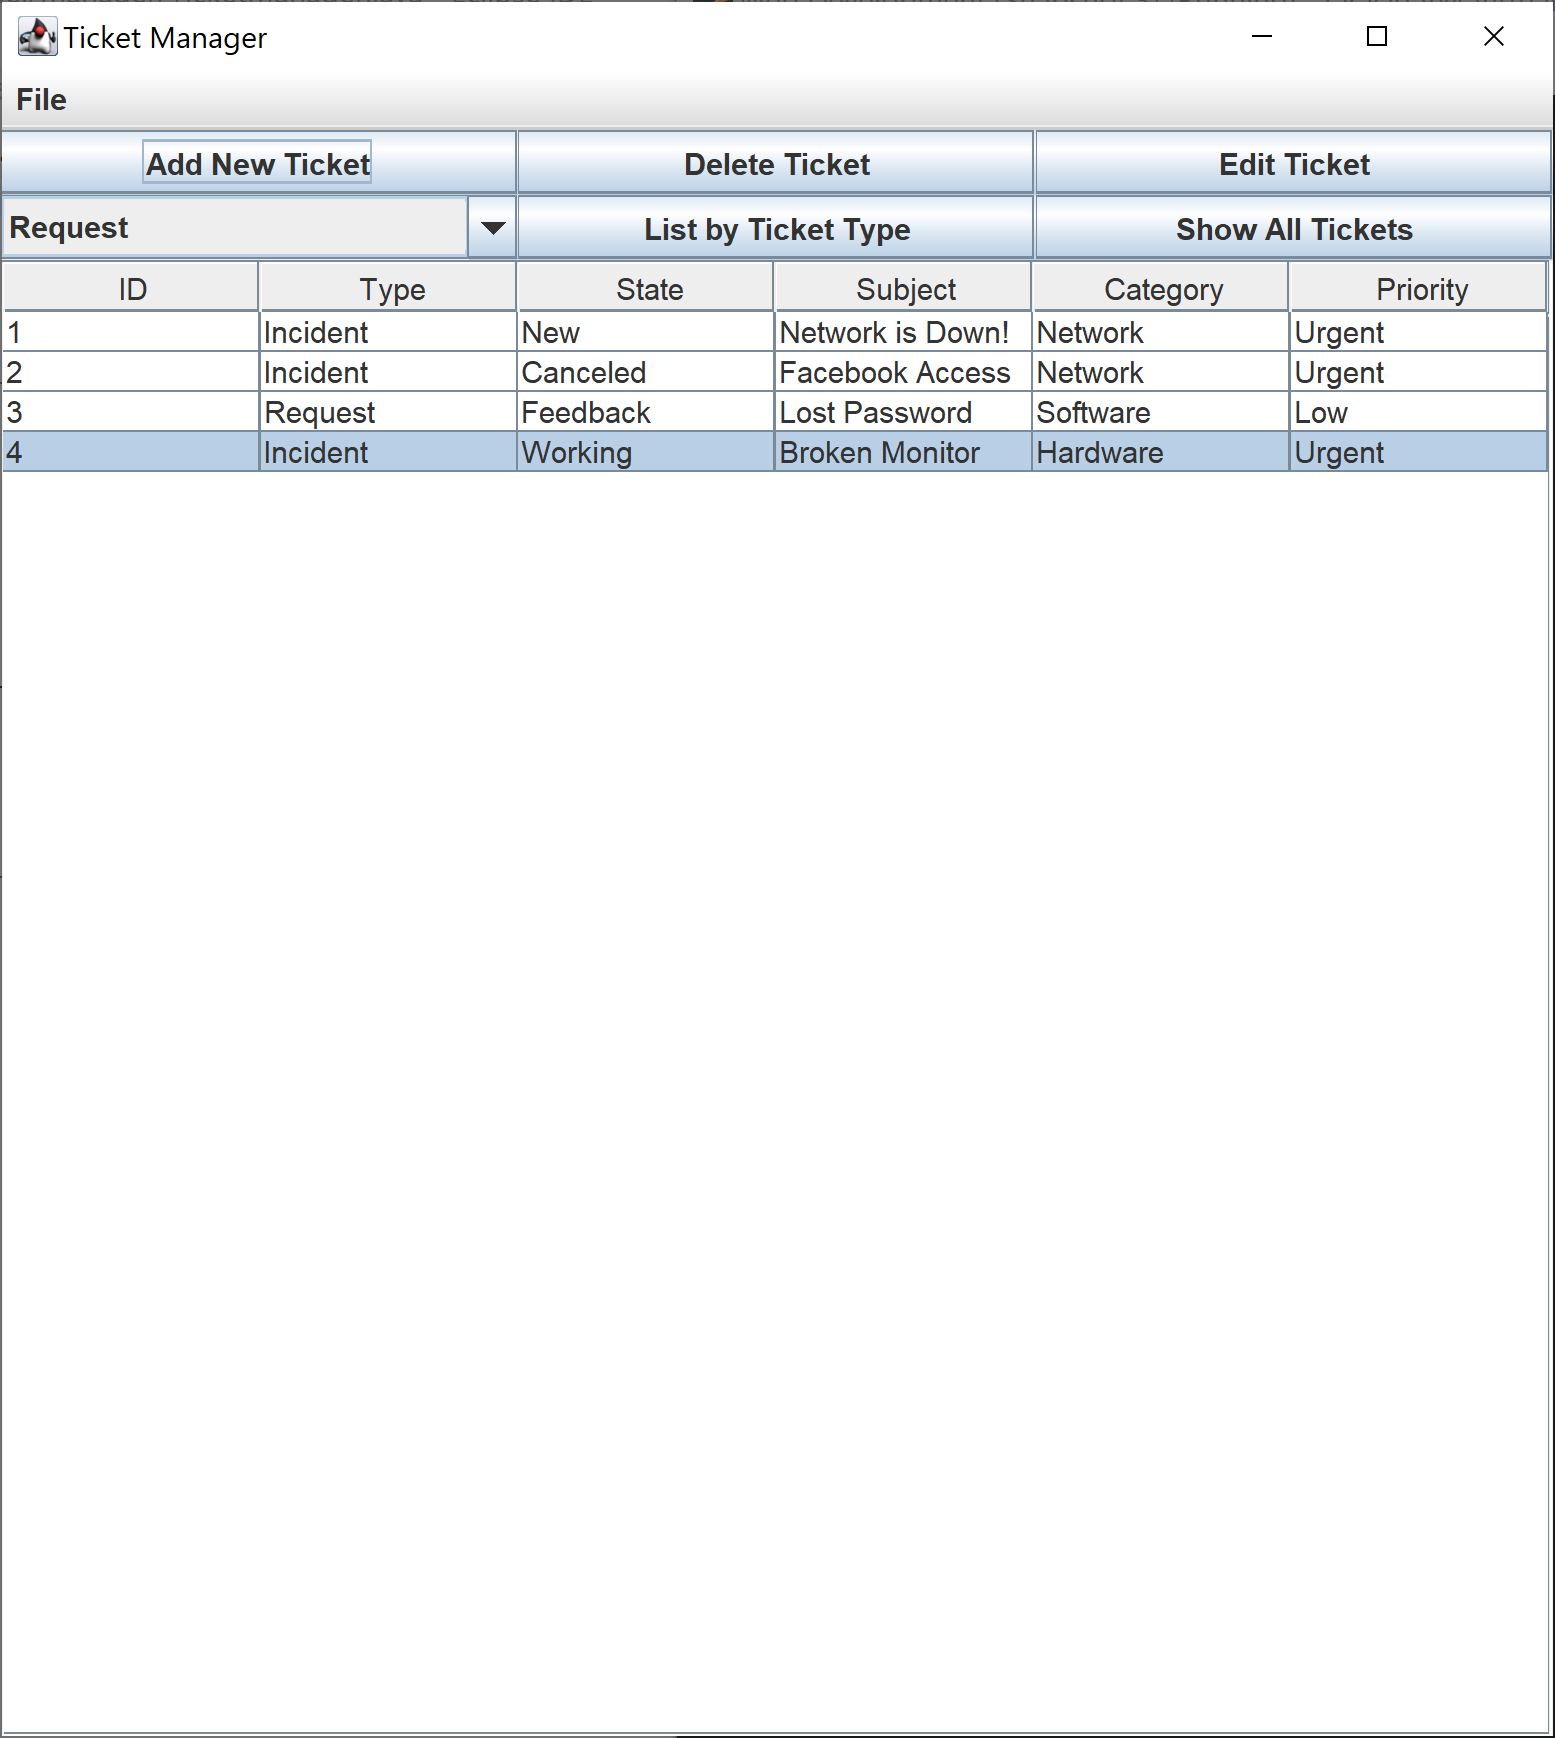 Ticket Manager
File
Add New Ticket Delete Ticket Edit Ticket
Request List by Ticket Type Show All Tickets
ID Type State Subject Category Priority
1 Incident New Network is Down! Network Urgent
2 Incident Canceled Facebook Access Network Urgent
3 Request Feedback Lost Password Software Low
4 Incident Working Broken Monitor Hardware Urgent